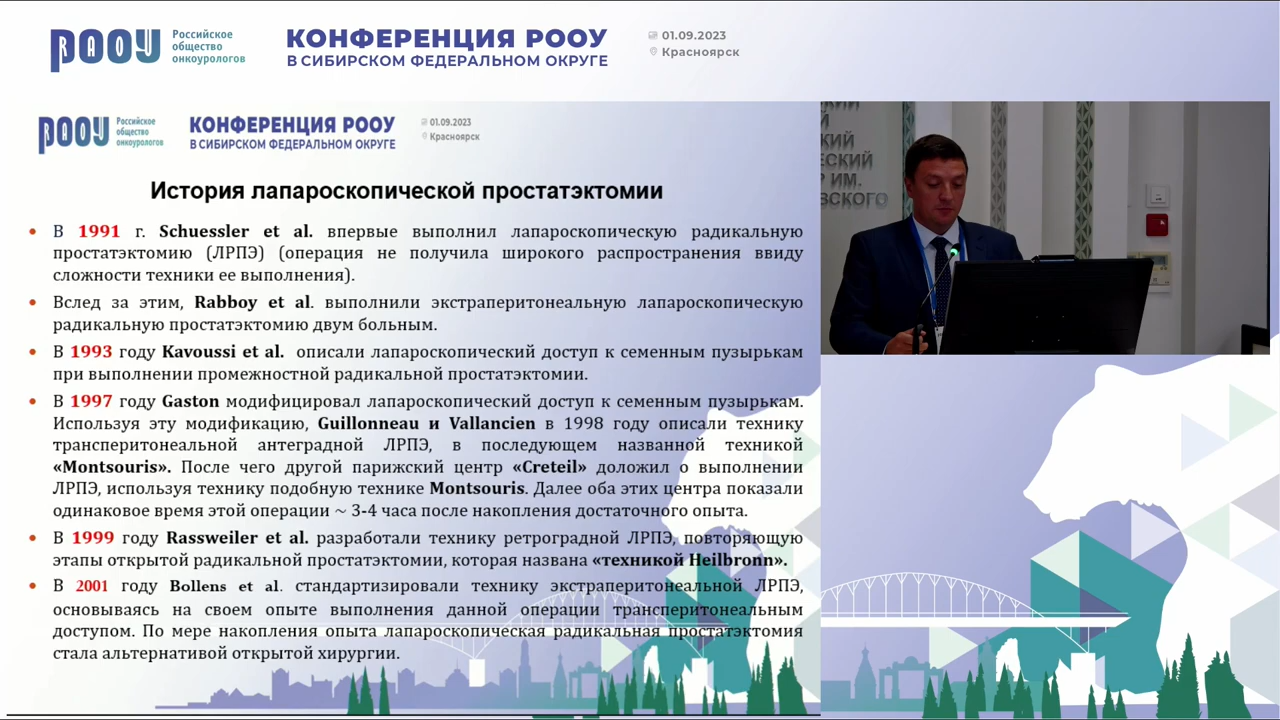 РООУ
Российское
общество
онкоурологов
КОНФЕРЕНЦИЯ РООУ
В СИБИРСКОМ ФЕДЕРАЛЬНОМ ОКРУГЕ
01.09.2023
Красноярск
РООУ
Российское
общество
онкоурологов
КОНФЕРЕНЦИЯ РООУ
В СИБИРСКОМ ФЕДЕРАЛЬНОМ ОКРУГЕ
01.09.2023
Красноярск
История лапароскопической простатэктомии
• В 1991 г. Schuessler et al. впервые выполнил лапароскопическую радикальную
простатэктомию (ЛРПЭ) (операция не получила широкого распространения ввиду
сложности техники ее выполнения).
• Вслед за этим, Rabboy et al. выполнили экстраперитонеальную лапароскопическую
радикальную простатэктомию двум больным.
• В 1993 году Kavoussi et al. описали лапароскопический доступ к семенным пузырькам
при выполнении промежностной радикальной простатэктомии.
• В 1997 году Gaston модифицировал лапароскопический доступ к семенным пузырькам.
Используя эту модификацию, Guillonneau и Vallancien в 1998 году описали технику
трансперитонеальной антеградной ЛРПЭ, в последующем названной техникой
«Montsouris». После чего другой парижский центр «Creteil» доложил о выполнении
ЛРПЭ, используя технику подобную технике Montsouris. Далее оба этих центра показали
одинаковое время этой операции ~ 3-4 часа после накопления достаточного опыта.
• В 1999 году Rassweiler et al. разработали технику ретроградной ЛРПЭ, повторяющую
этапы открытой радикальной простатэктомии, которая названа «техникой Heilbronn».
• В 2001 году Bollens et al. стандартизировали технику экстраперитонеальной ЛРПЭ,
основываясь на своем опыте выполнения данной операции трансперитонеальным
доступом. По мере накопления опыта лапароскопическая радикальная простатэктомия
стала альтернативой открытой хирургии.
ИЙ
КИЙ
ЕСКИЙ
Р ИМ.
ВСКОГО